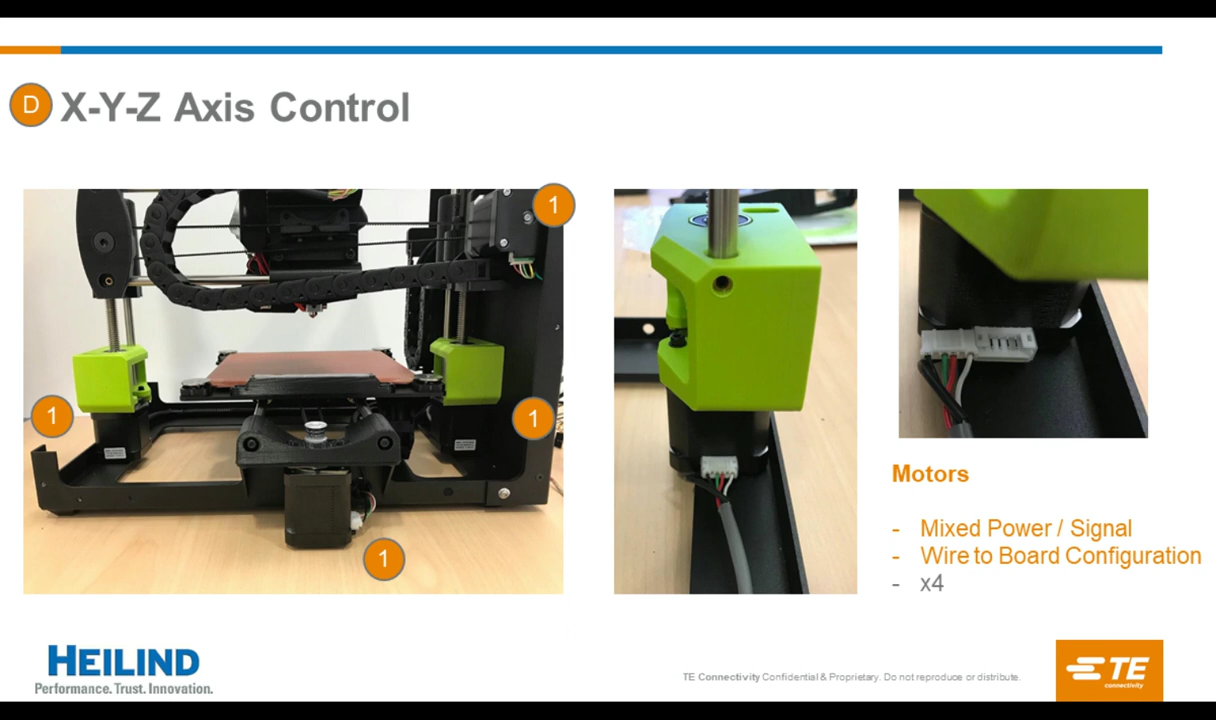 D X-Y-Z Axis Control
1
1
1
1
Motors
- Mixed Power / Signal
- Wire to Board Configuration
- x4
HEILIND
Performance. Trust. Innovation.
TE Connectivity Confidential & Proprietary. Do not reproduce or distribute.
TE
connectivity